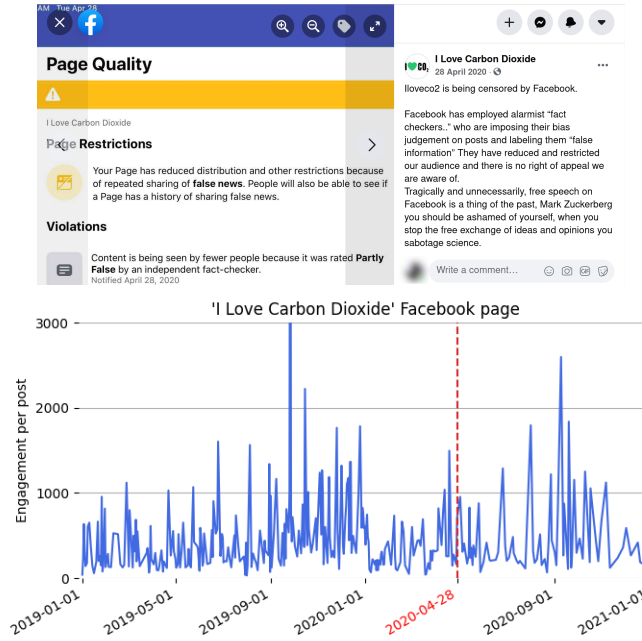 AM Tue Apr 28
Page Quality
I Love Carbon Dioxide
Page Restrictions
Your Page has reduced distribution and other restrictions because
of repeated sharing of false news. People will also be able to see if
a Page has a history of sharing false news.
Violations
Content is being seen by fewer people because it was rated Partly
False by an independent fact-checker.
Notified April 28, 2020
I Love Carbon Dioxide
28 April 2020
I CO₂
Iloveco2 is being censored by Facebook.
Facebook has employed alarmist “fact
checkers..” who are imposing their bias
judgement on posts and labeling them “false
information” They have reduced and restricted
our audience and there is no right of appeal we
are aware of.
Tragically and unnecessarily, free speech on
Facebook is a thing of the past, Mark Zuckerberg
you should be ashamed of yourself, when you
stop the free exchange of ideas and opinions you
sabotage science.
Write a comment...
GIF
'I Love Carbon Dioxide' Facebook page
Engagement per post
3000
2000
1000
0
2019-01-01
2019-05-01
2019-09-01
2020-01-01
2020-04-28
2020-09-01
2021-01-0